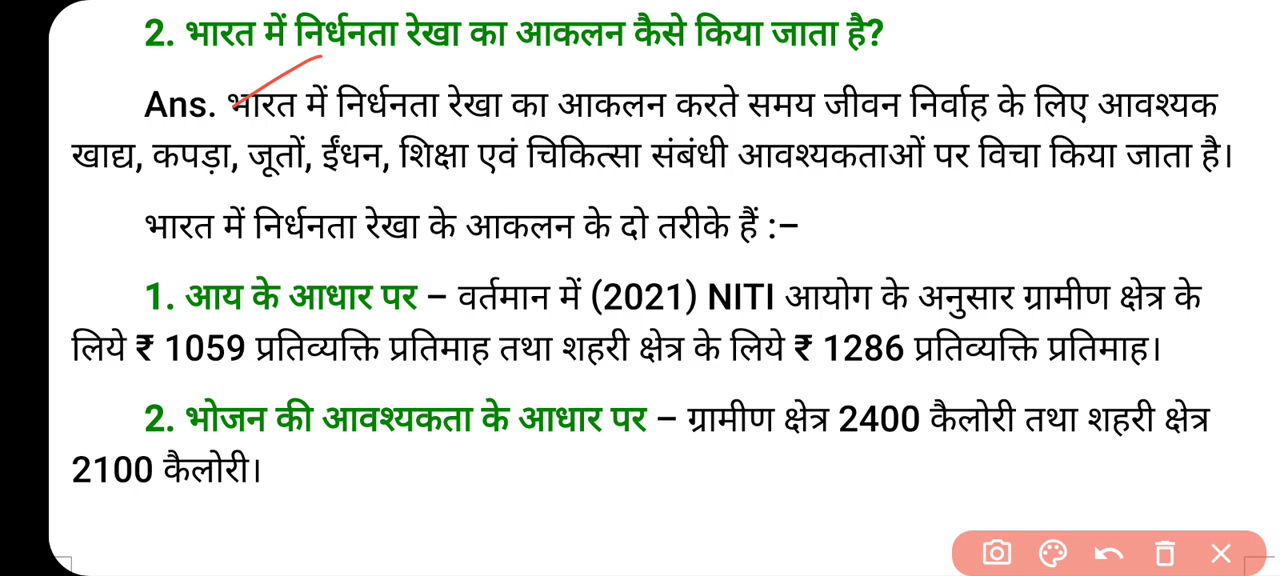 2. भारत में निर्धनता रेखा का आकलन कैसे किया जाता है?
Ans. भारत में निर्धनता रेखा का आकलन करते समय जीवन निर्वाह के लिए आवश्यक
खाद्य, कपड़ा, जूतों, ईंधन, शिक्षा एवं चिकित्सा संबंधी आवश्यकताओं पर विचा किया जाता है।
भारत में निर्धनता रेखा के आकलन के दो तरीके हैं :–
1. आय के आधार पर – वर्तमान में (2021) NITI आयोग के अनुसार ग्रामीण क्षेत्र के
लिये ₹ 1059 प्रतिव्यक्ति प्रतिमाह तथा शहरी क्षेत्र के लिये ₹ 1286 प्रतिव्यक्ति प्रतिमाह।
2. भोजन की आवश्यकता के आधार पर – ग्रामीण क्षेत्र 2400 कैलोरी तथा शहरी क्षेत्र
2100 कैलोरी।